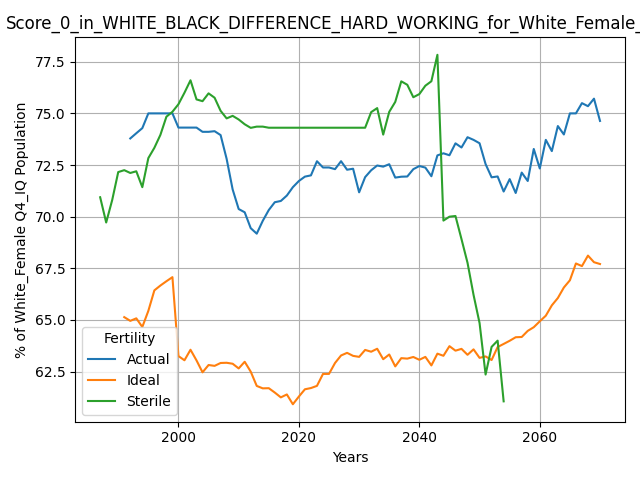 Score_0_in_WHITE_BLACK_DIFFERENCE_HARD_WORKING_for_White_Female_
% of White_Female Q4_IQ Population
77.5
75.0
72.5
70.0
67.5
65.0
62.5
Fertility
Actual
Ideal
Sterile
2000
2020
2040
2060
Years